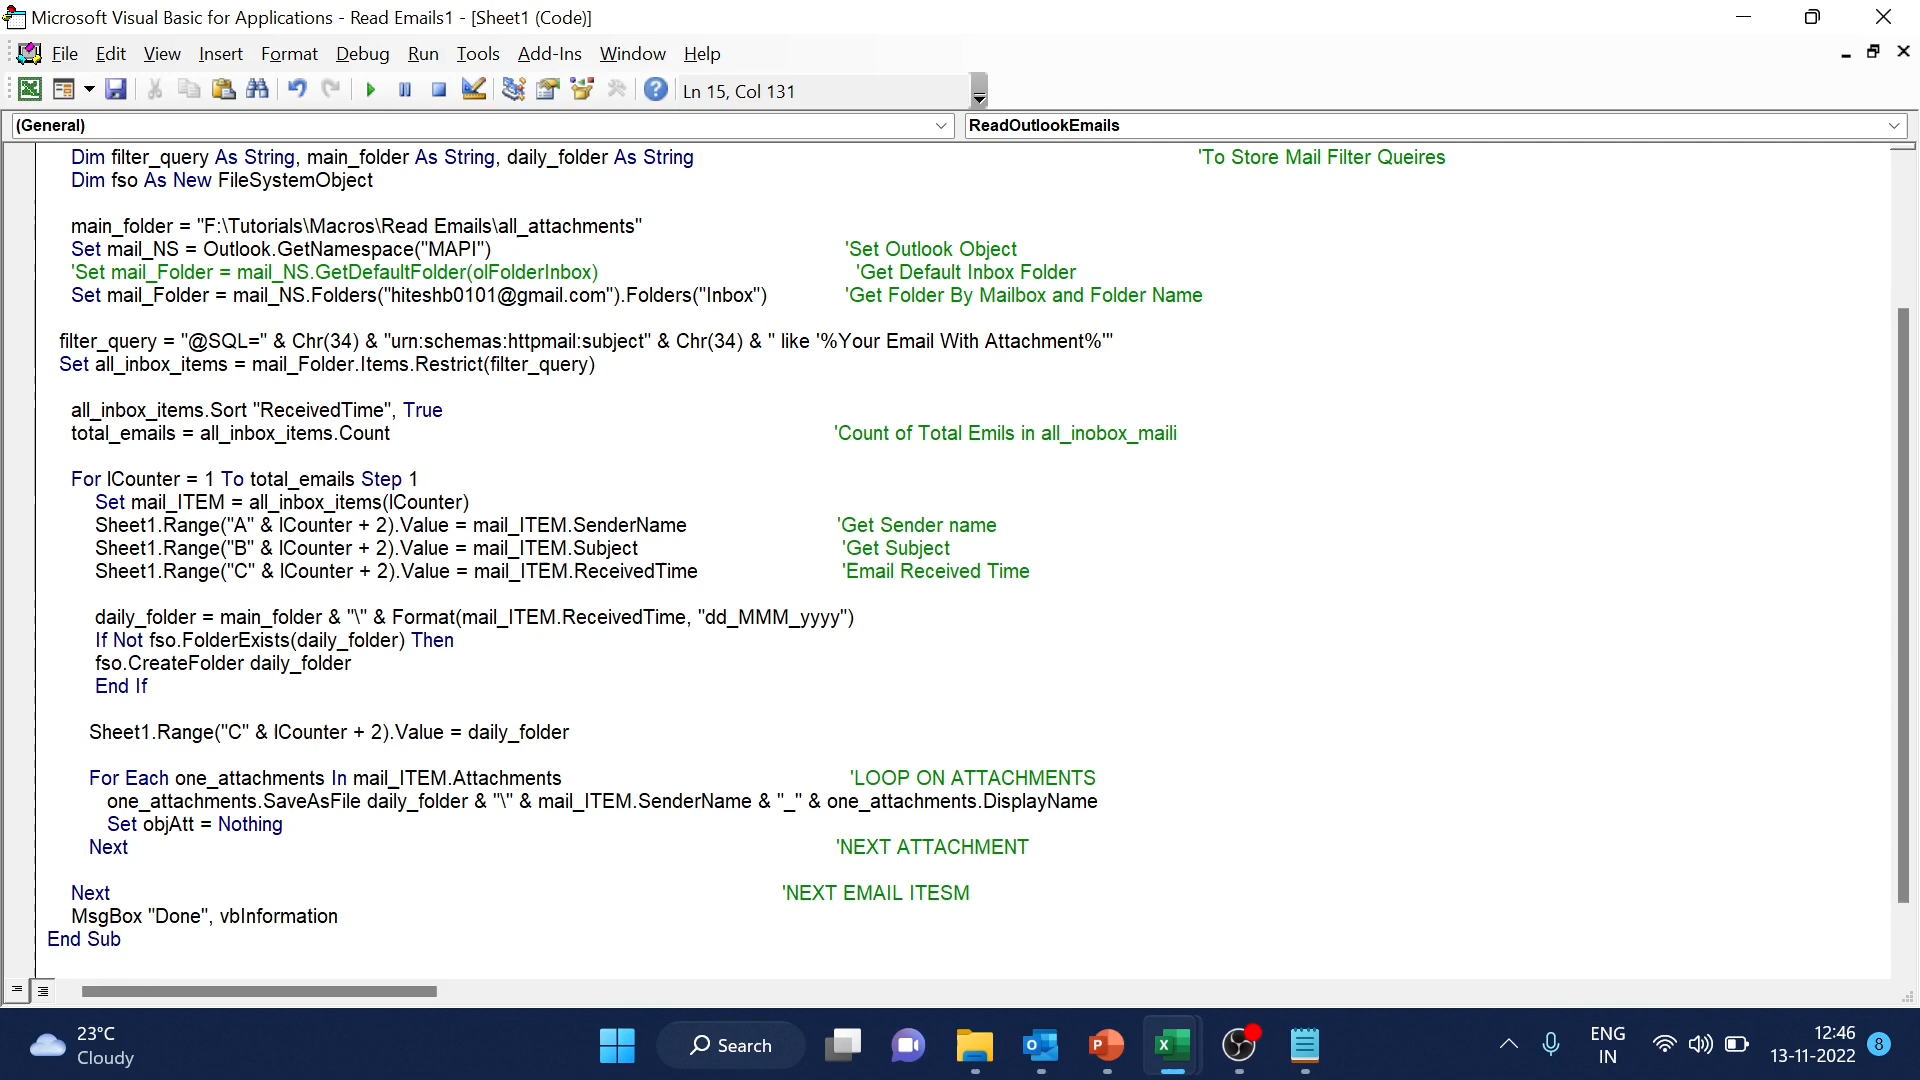 Microsoft Visual Basic for Applications - Read Emails1 - [Sheet1 (Code)]
File Edit View Insert Format Debug Run Tools Add-Ins Window Help
Ln 15, Col 131
(General) ReadOutlookEmails
Dim filter_query As String, main_folder As String, daily_folder As String 'To Store Mail Filter Queires
Dim fso As New FileSystemObject
main_folder = "F:\Tutorials\Macros\Read Emails\all_attachments"
Set mail_NS = Outlook.GetNamespace("MAPI") 'Set Outlook Object
'Set mail_Folder = mail_NS.GetDefaultFolder(olFolderInbox) 'Get Default Inbox Folder
Set mail_Folder = mail_NS.Folders("hiteshb0101@gmail.com").Folders("Inbox") 'Get Folder By Mailbox and Folder Name
filter_query = "@SQL=" & Chr(34) & "urn:schemas:httpmail:subject" & Chr(34) & " like '%Your Email With Attachment%'"
Set all_inbox_items = mail_Folder.Items.Restrict(filter_query)
all_inbox_items.Sort "ReceivedTime", True
total_emails = all_inbox_items.Count 'Count of Total Emils in all_inobox_maili
For lCounter = 1 To total_emails Step 1
Set mail_ITEM = all_inbox_items(lCounter)
Sheet1.Range("A" & lCounter + 2).Value = mail_ITEM.SenderName 'Get Sender name
Sheet1.Range("B" & lCounter + 2).Value = mail_ITEM.Subject 'Get Subject
Sheet1.Range("C" & lCounter + 2).Value = mail_ITEM.ReceivedTime 'Email Received Time
daily_folder = main_folder & "\" & Format(mail_ITEM.ReceivedTime, "dd_MMM_yyyy")
If Not fso.FolderExists(daily_folder) Then
fso.CreateFolder daily_folder
End If
Sheet1.Range("C" & lCounter + 2).Value = daily_folder
For Each one_attachments In mail_ITEM.Attachments 'LOOP ON ATTACHMENTS
one_attachments.SaveAsFile daily_folder & "\" & mail_ITEM.SenderName & "_" & one_attachments.DisplayName
Set objAtt = Nothing
Next 'NEXT ATTACHMENT
Next 'NEXT EMAIL ITESM
MsgBox "Done", vbInformation
End Sub
23°C
Cloudy
Search
ENG
IN
12:46
13-11-2022
8